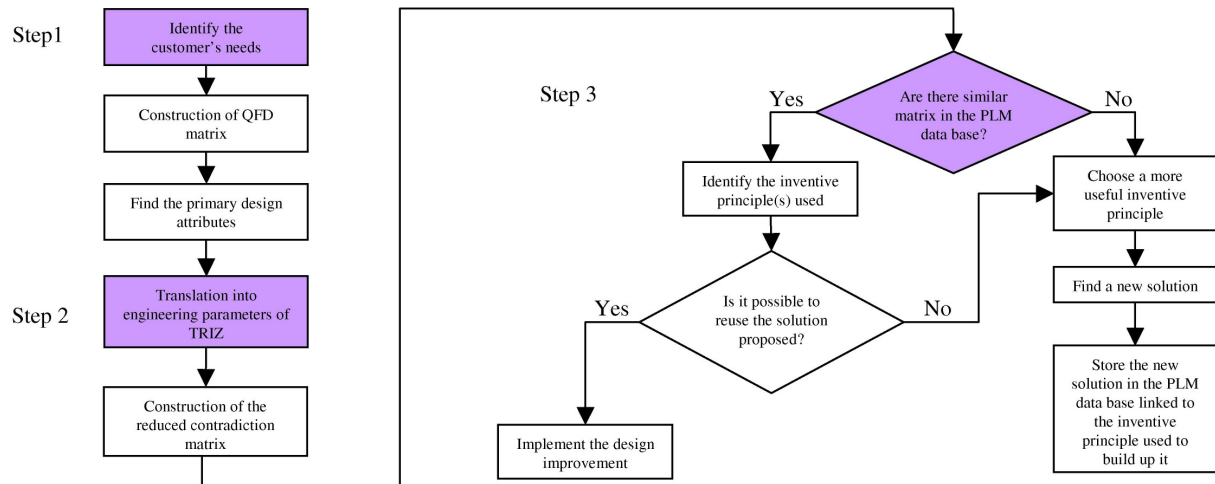 Step1
Identify the
customer's needs
Construction of QFD
matrix
Find the primary design
attributes
Step 2
Translation into
engineering parameters of
TRIZ
Construction of the
reduced contradiction
matrix
Step 3
Are there similar
matrix in the PLM
data base?
Yes
No
Identify the inventive
principle(s) used
Choose a more
useful inventive
principle
Is it possible to
reuse the solution
proposed?
Yes
No
Find a new solution
Implement the design
improvement
Store the new
solution in the PLM
data base linked to
the inventive
principle used to
build up it